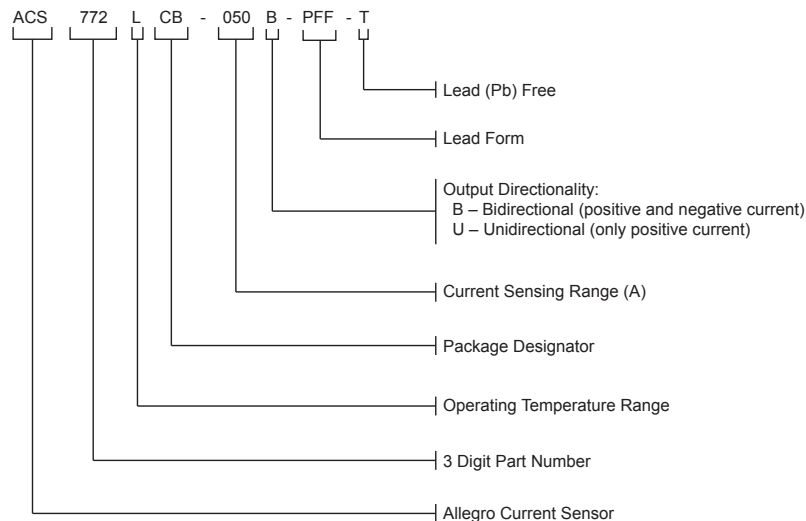 ACS 772 L CB - 050 B - PFF - T
Lead (Pb) Free
Lead Form
Output Directionality:
B – Bidirectional (positive and negative current)
U – Unidirectional (only positive current)
Current Sensing Range (A)
Package Designator
Operating Temperature Range
3 Digit Part Number
Allegro Current Sensor